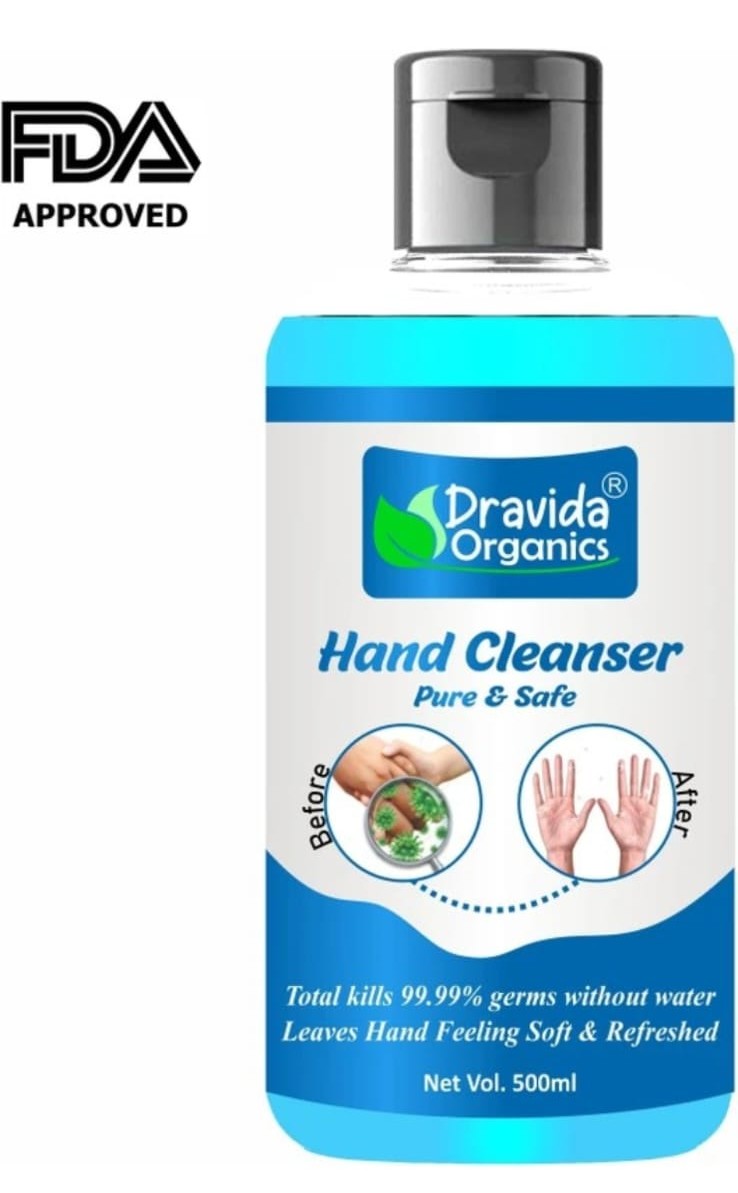 FDA
APPROVED
Dravida®
Organics
Hand Cleanser
Pure & Safe
Before
After
Total kills 99.99% germs without water
Leaves Hand Feeling Soft & Refreshed
Net Vol. 500ml